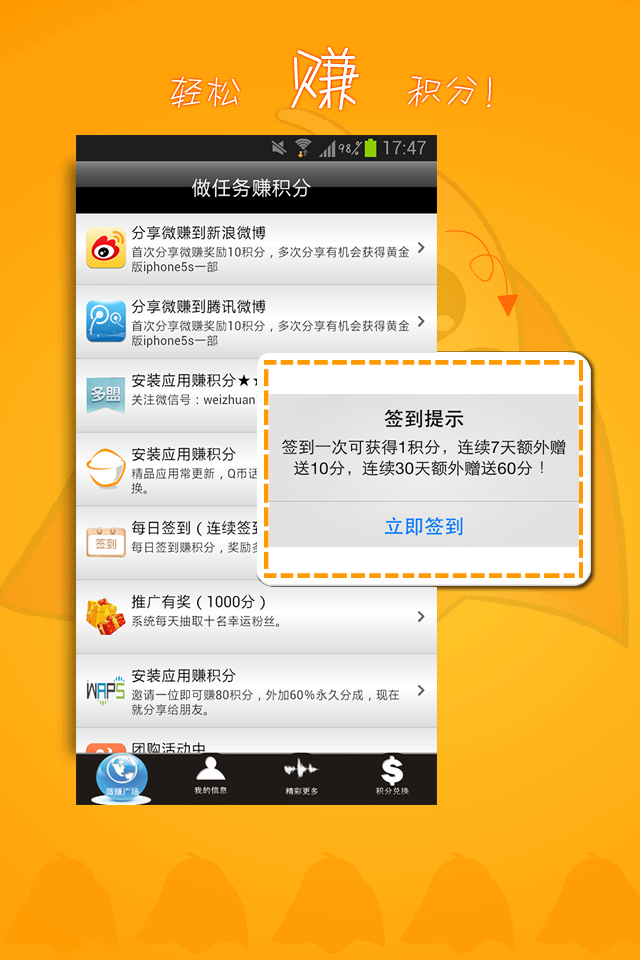 轻松 赚 积分!
98% 17:47
做任务赚积分
分享微赚到新浪微博
首次分享微赚奖励10积分，多次分享有机会获得黄金
版iphone5s一部
分享微赚到腾讯微博
首次分享微赚奖励10积分，多次分享有机会获得黄金
版iphone5s一部
多盟
安装应用赚积分★
关注微信号：weizhuan
安装应用赚积分
精品应用常更新，Q币话
换。
签到
每日签到（连续签到
每日签到赚积分，奖励多
签到提示
签到一次可获得1积分，连续7天额外赠
送10分，连续30天额外赠送60分！
立即签到
推广有奖（1000分）
系统每天抽取十名幸运粉丝。
WAPS
安装应用赚积分
邀请一位即可赚80积分，外加60%永久分成，现在
就分享给朋友。
团购活动中
微赚广场 我的信息 精彩更多 积分兑换